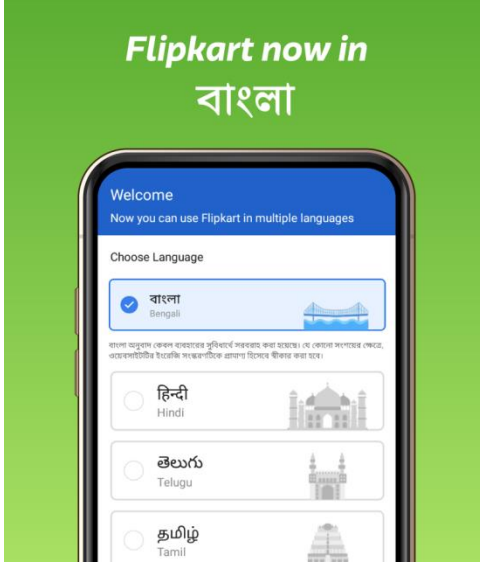 Flipkart now in
বাংলা
Welcome
Now you can use Flipkart in multiple languages
Choose Language
বাংলা
Bengali
বাংলা অনুবাদ কেবল ব্যবহারের সুবিধার্থে সরবরাহ করা হয়েছে। যে কোনো সংশয়ের ক্ষেত্রে,
ওয়েবসাইটটির ইংরেজি সংস্করণটিকে প্রামাণ্য হিসেবে স্বীকার করা হবে।
हिन्दी
Hindi
తెలుగు
Telugu
தமிழ்
Tamil